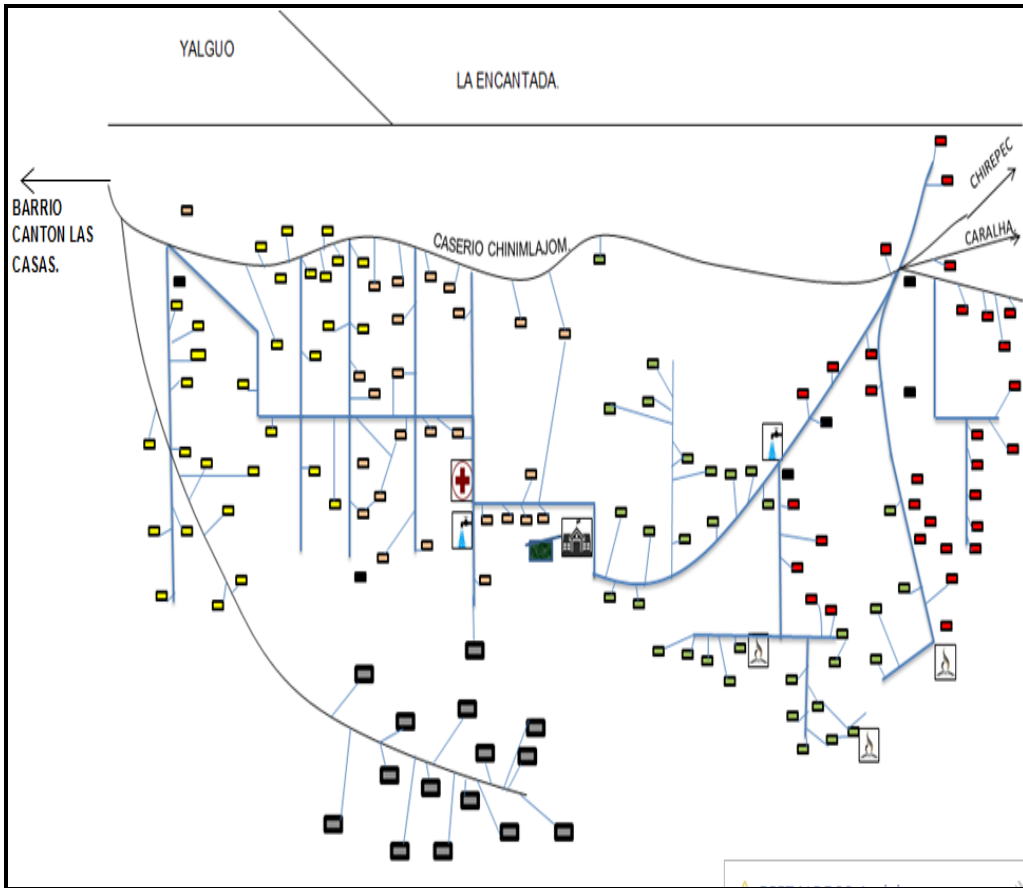 YALGUO
LA ENCANTADA.
CHIREPEC
BARRIO
CANTON LAS
CASAS.
CARALHA.
CASERIO CHINIMLAJOM.